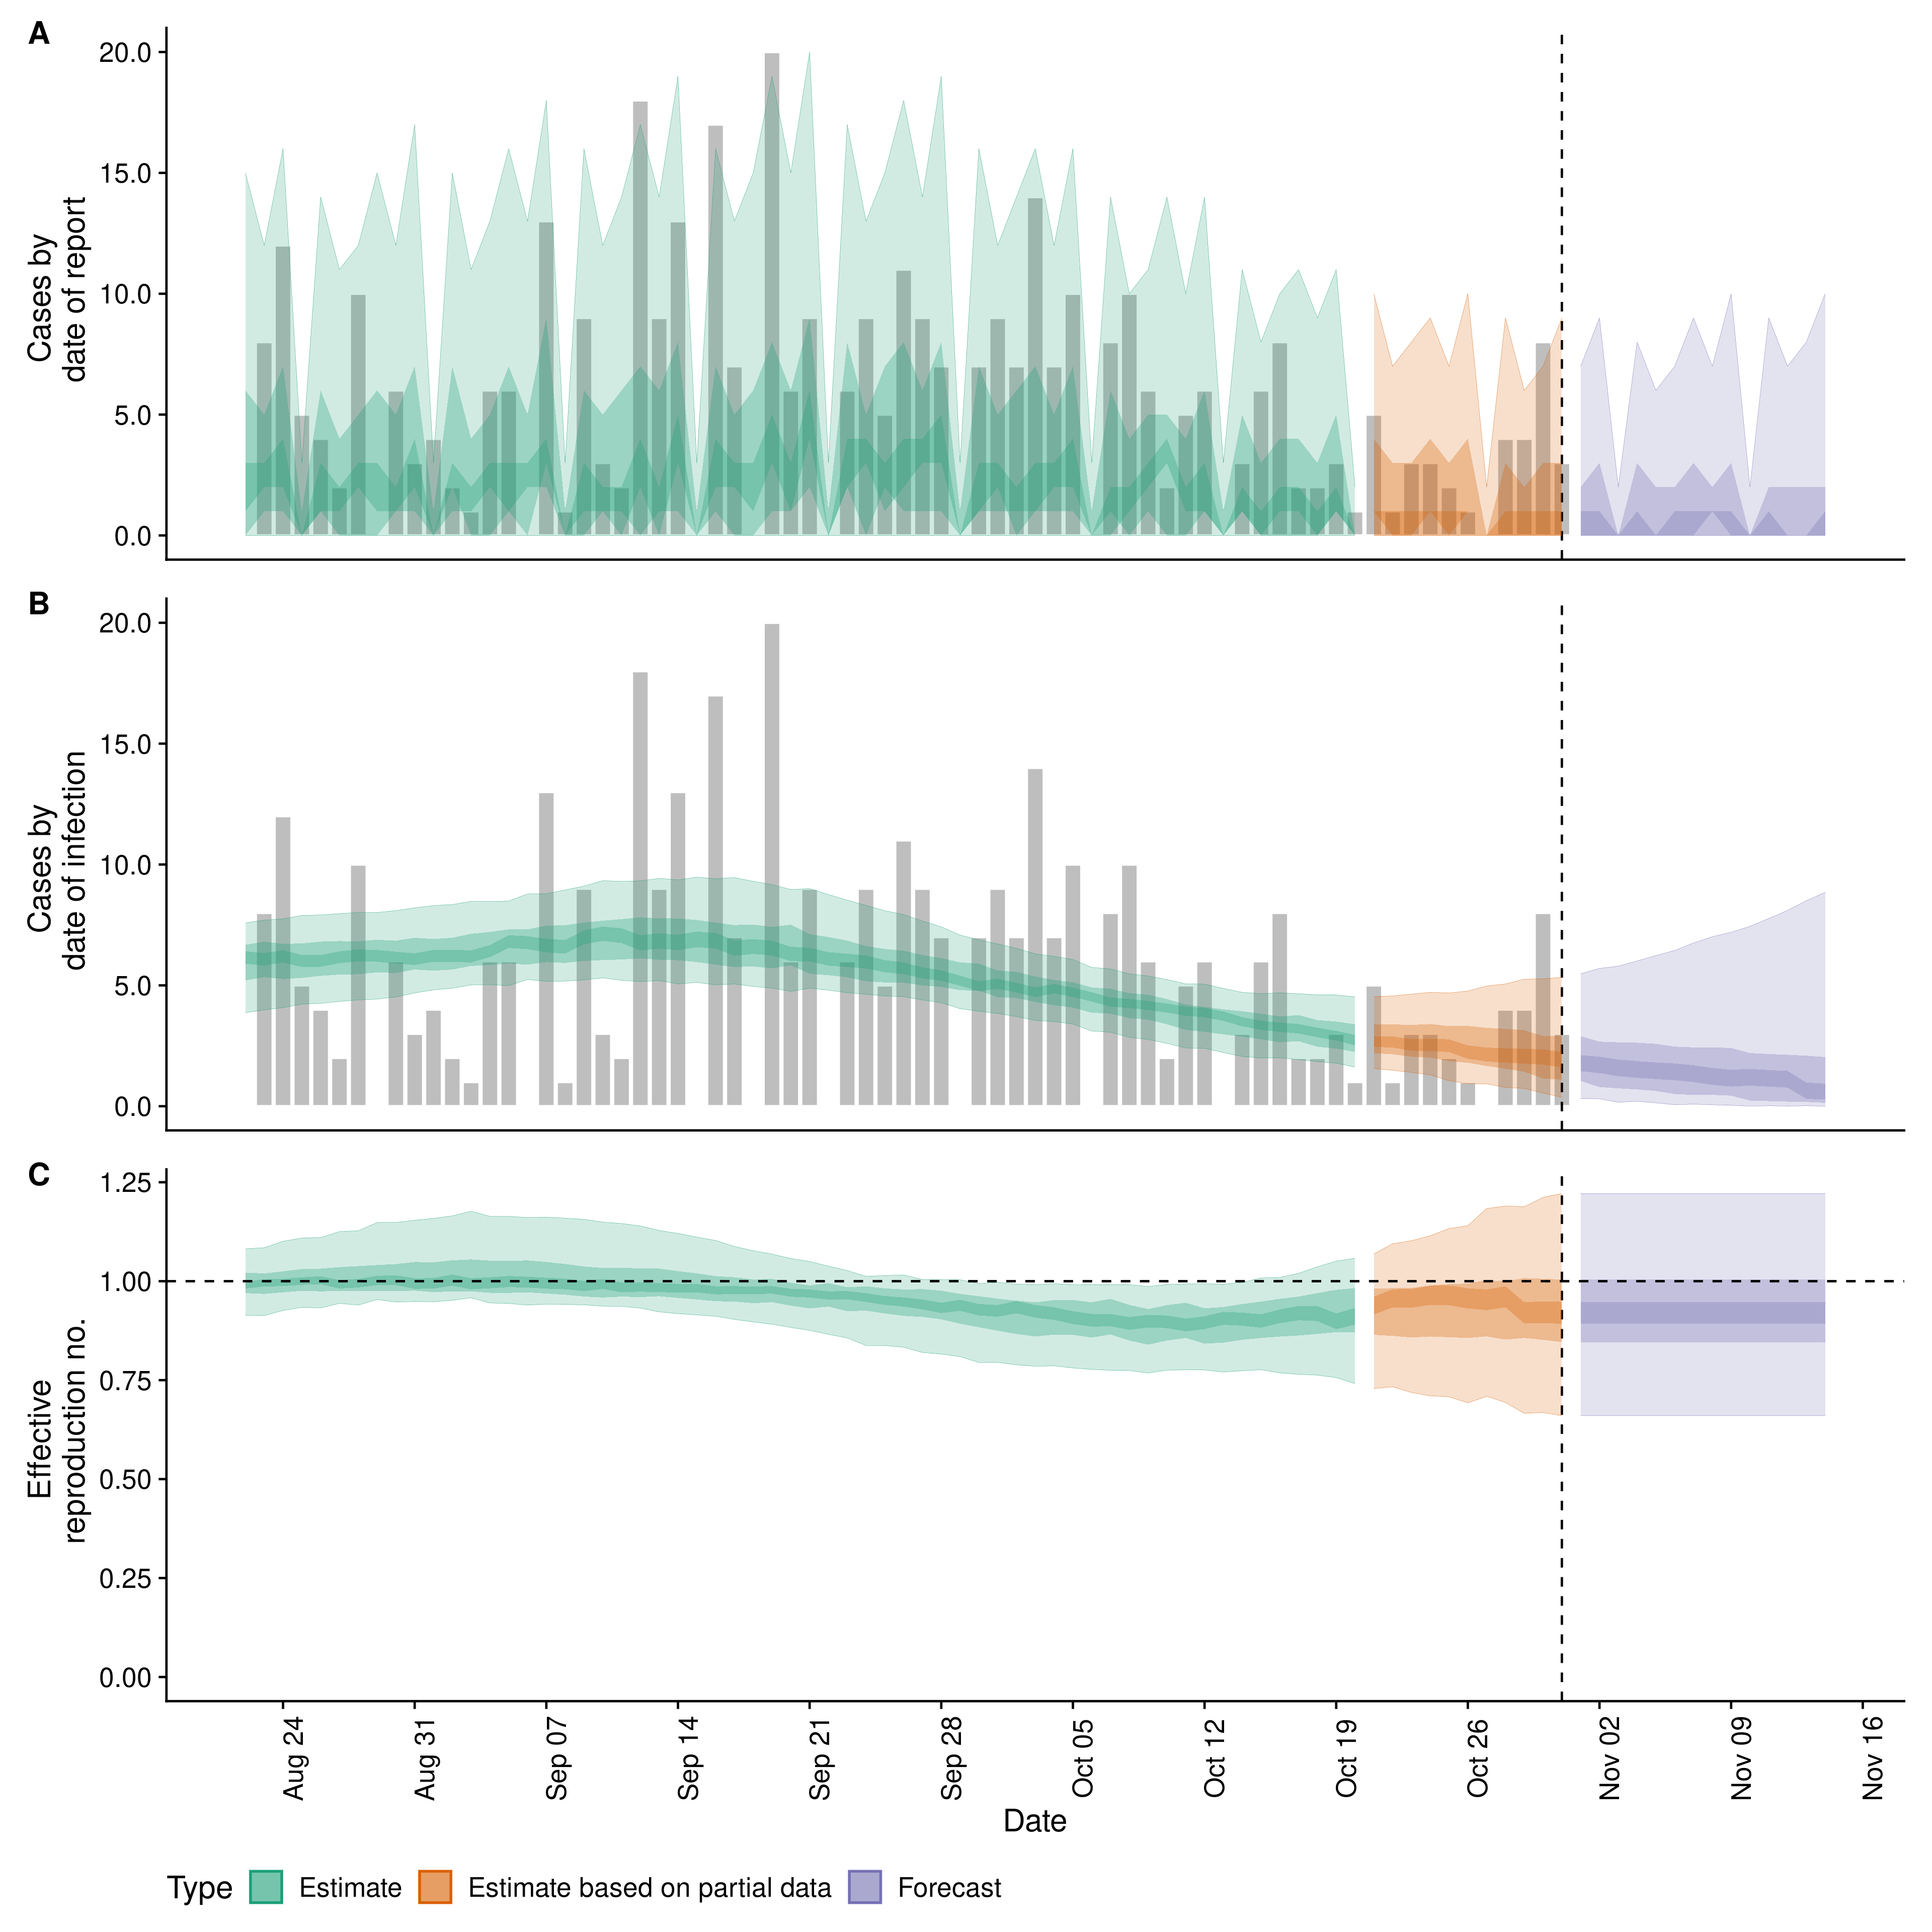 A
20.0
15.0
10.0
5.0
0.0
Cases by
date of report
B
20.0
15.0
10.0
5.0
0.0
Cases by
date of infection
C
1.25
1.00
0.75
0.50
0.25
0.00
Effective
reproduction no.
Aug 24
Aug 31
Sep 07
Sep 14
Sep 21
Sep 28
Oct 05
Oct 12
Oct 19
Oct 26
Nov 02
Nov 09
Nov 16
Date
Type Estimate Estimate based on partial data Forecast